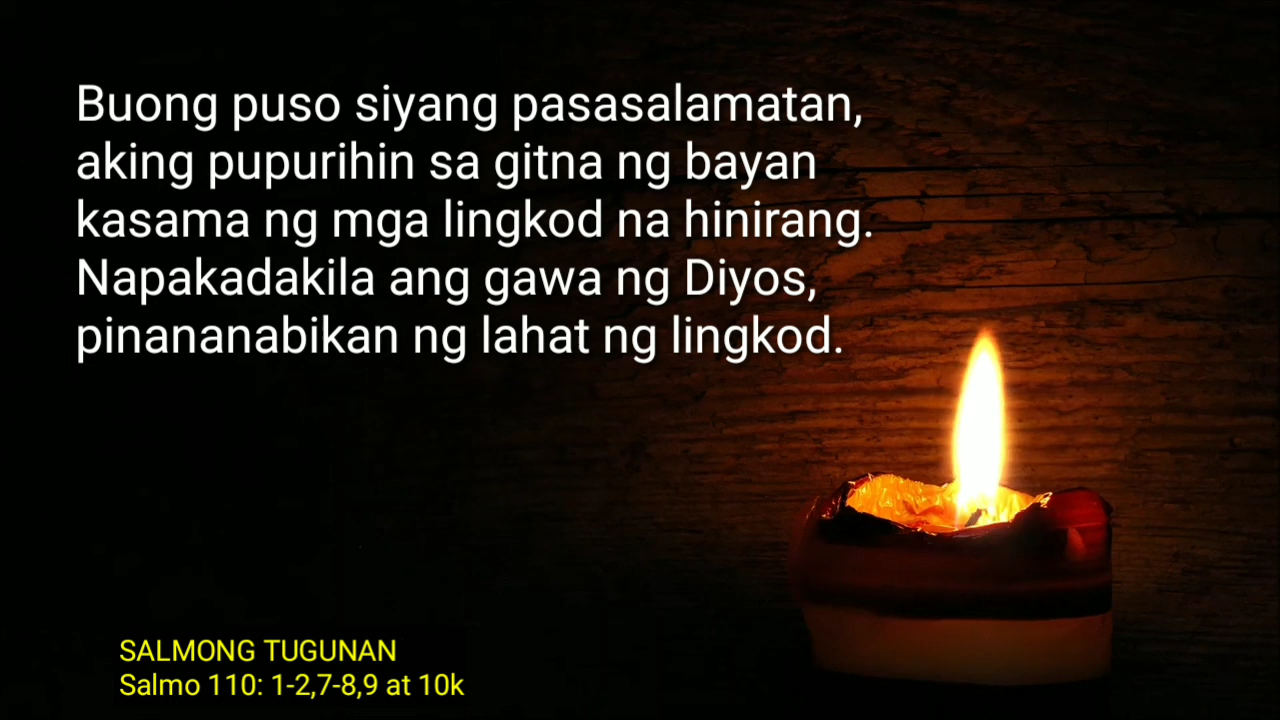 Buong puso siyang pasasalamatan,
aking pupurihin sa gitna ng bayan
kasama ng mga lingkod na hinirang.
Napakadakila ang gawa ng Diyos,
pinananabikan ng lahat ng lingkod.
SALMONG TUGUNAN
Salmo 110: 1-2,7-8,9 at 10k